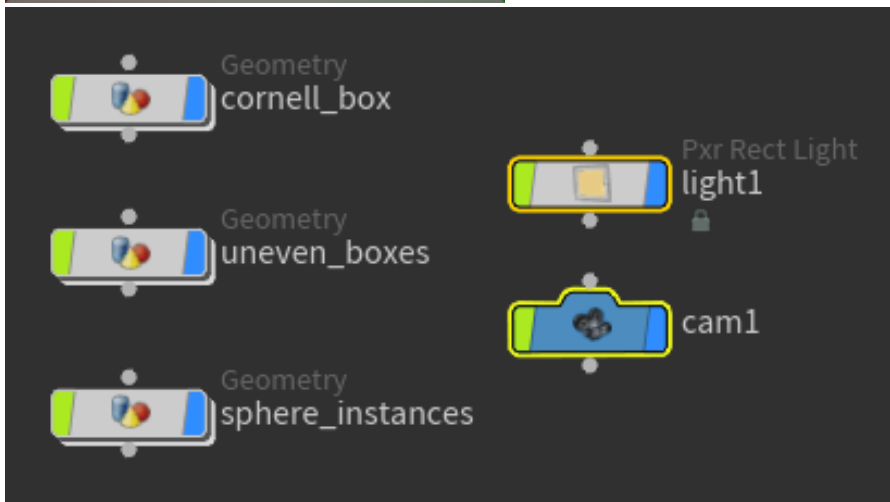 Geometry
cornell_box
Geometry
uneven_boxes
Geometry
sphere_instances
Pxr Rect Light
light1
cam1